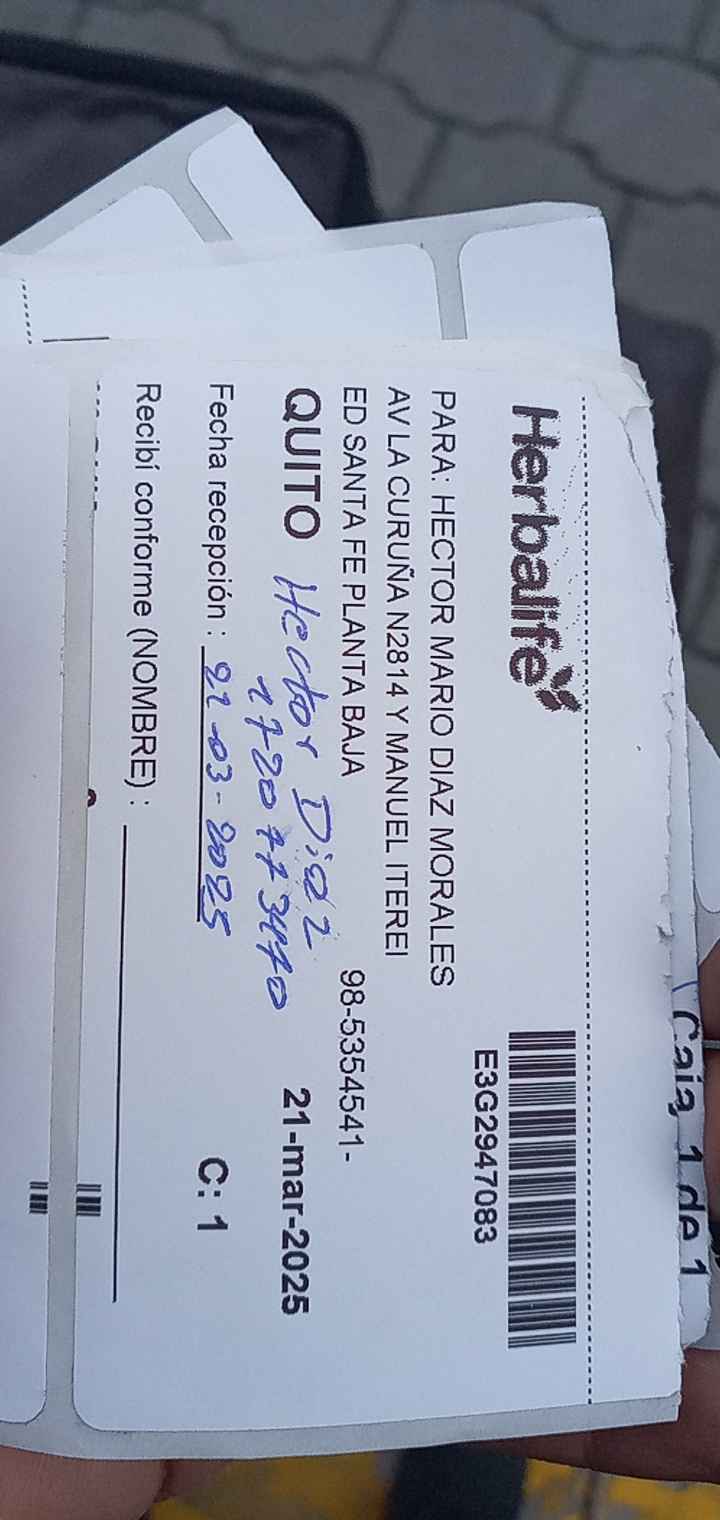 Caja 1 de 1
Herbalife
E3G2947083
PARA: HECTOR MARIO DIAZ MORALES
AV LA CURUÑA N2814 Y MANUEL ITEREI
ED SANTA FE PLANTA BAJA
98-5354541-
QUITO
21-mar-2025
Hector Diaz
1720773470
Fecha recepción : 21-03-2025
C: 1
Recibí conforme (NOMBRE) :